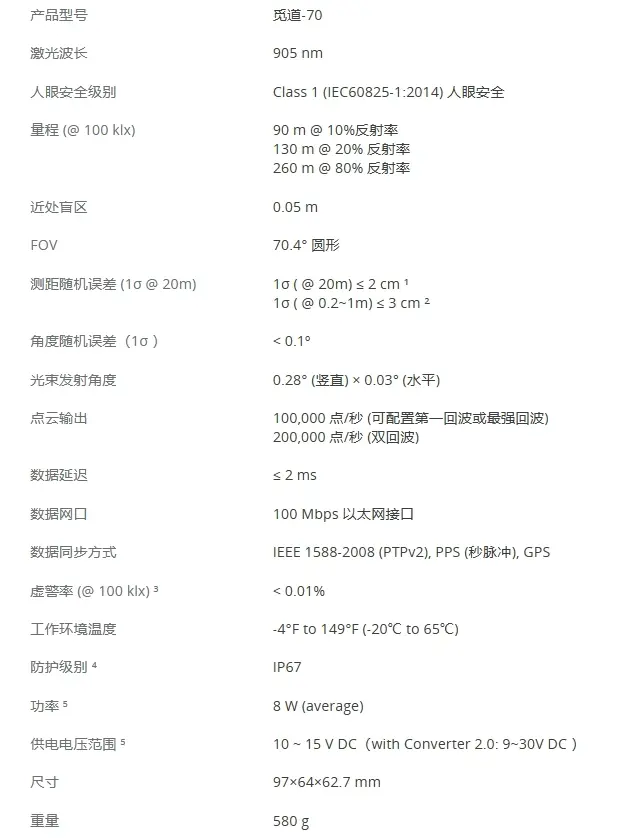 产品型号 觅道-70
激光波长 905 nm
人眼安全级别 Class 1 (IEC60825-1:2014) 人眼安全
量程 (@ 100 klx) 90 m @ 10%反射率
130 m @ 20% 反射率
260 m @ 80% 反射率
近处盲区 0.05 m
FOV 70.4° 圆形
测距随机误差 (1σ @ 20m) 1σ ( @ 20m) ≤ 2 cm ¹
1σ ( @ 0.2~1m) ≤ 3 cm ²
角度随机误差（1σ ） < 0.1°
光束发射角度 0.28° (竖直) × 0.03° (水平)
点云输出 100,000 点/秒 (可配置第一回波或最强回波)
200,000 点/秒 (双回波)
数据延迟 ≤ 2 ms
数据网口 100 Mbps 以太网接口
数据同步方式 IEEE 1588-2008 (PTPv2), PPS (秒脉冲), GPS
虚警率 (@ 100 klx) ³ < 0.01%
工作环境温度 -4°F to 149°F (-20℃ to 65℃)
防护级别 ⁴ IP67
功率 ⁵ 8 W (average)
供电电压范围 ⁵ 10 ~ 15 V DC（with Converter 2.0: 9~30V DC ）
尺寸 97×64×62.7 mm
重量 580 g